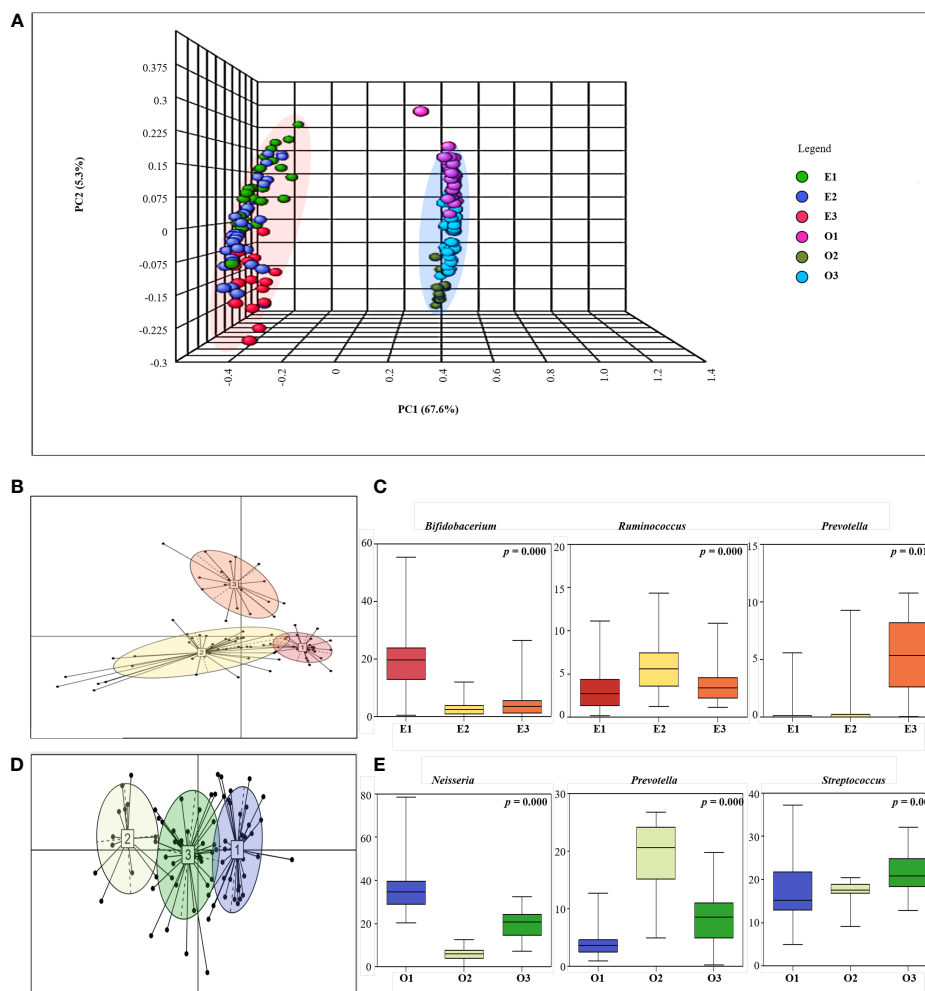 A
0.375
0.3
0.225
0.15
0.075
0
-0.075
-0.15
-0.225
-0.3
PC2 (5.3%)
-0.4
-0.2
0
0.2
0.4
0.6
0.8
1.0
1.2
1.4
PC1 (67.6%)
Legend
E1
E2
E3
O1
O2
O3
B
3
2
1
C
Bifidobacerium
p = 0.000
60
40
20
0
E1 E2 E3
Ruminococcus
p = 0.000
20
15
10
5
0
E1 E2 E3
Prevotella
p = 0.01
15
10
5
0
E1 E2 E3
D
2
3
1
E
Neisseria
p = 0.000
80
60
40
20
0
O1 O2 O3
Prevotella
p = 0.000
30
20
10
0
O1 O2 O3
Streptococcus
p = 0.00
40
30
20
10
0
O1 O2 O3